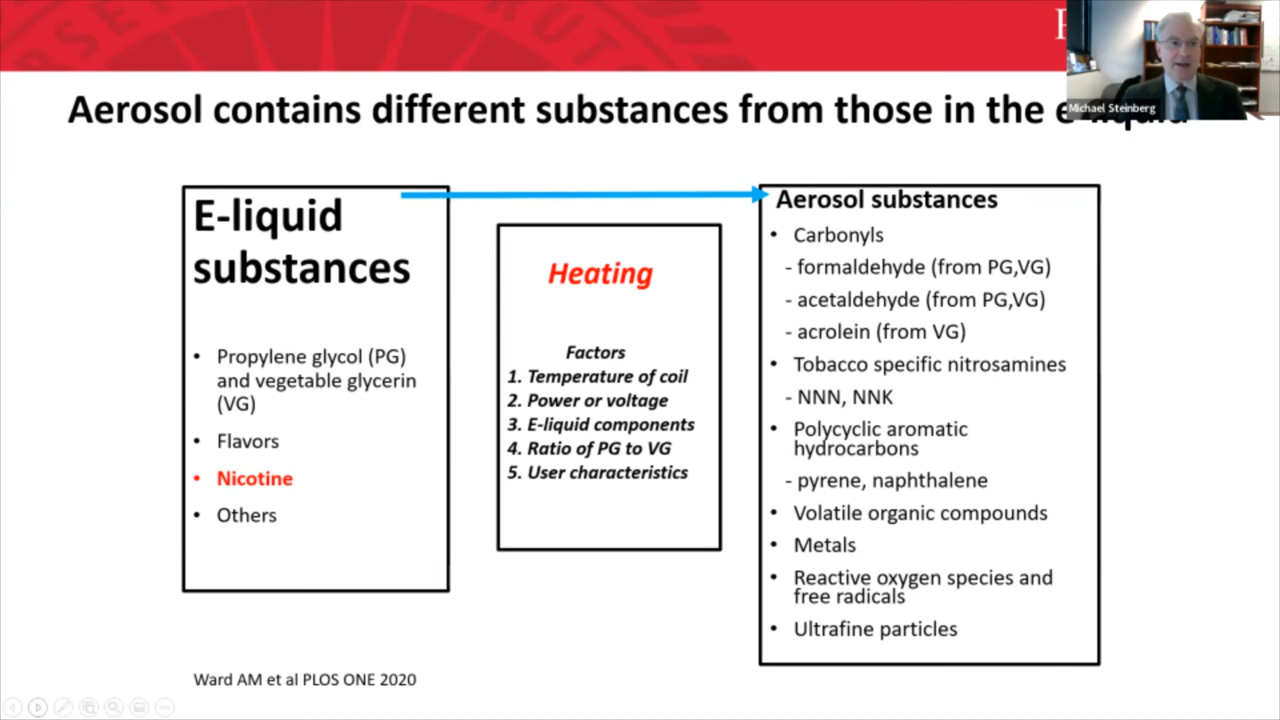 Michael Steinberg
Aerosol contains different substances from those in the e-liquid
E-liquid
substances
• Propylene glycol (PG)
and vegetable glycerin
(VG)
• Flavors
• Nicotine
• Others
Heating
Factors
1. Temperature of coil
2. Power or voltage
3. E-liquid components
4. Ratio of PG to VG
5. User characteristics
Aerosol substances
• Carbonyls
- formaldehyde (from PG,VG)
- acetaldehyde (from PG,VG)
- acrolein (from VG)
• Tobacco specific nitrosamines
- NNN, NNK
• Polycyclic aromatic
hydrocarbons
- pyrene, naphthalene
• Volatile organic compounds
• Metals
• Reactive oxygen species and
free radicals
• Ultrafine particles
Ward AM et al PLOS ONE 2020